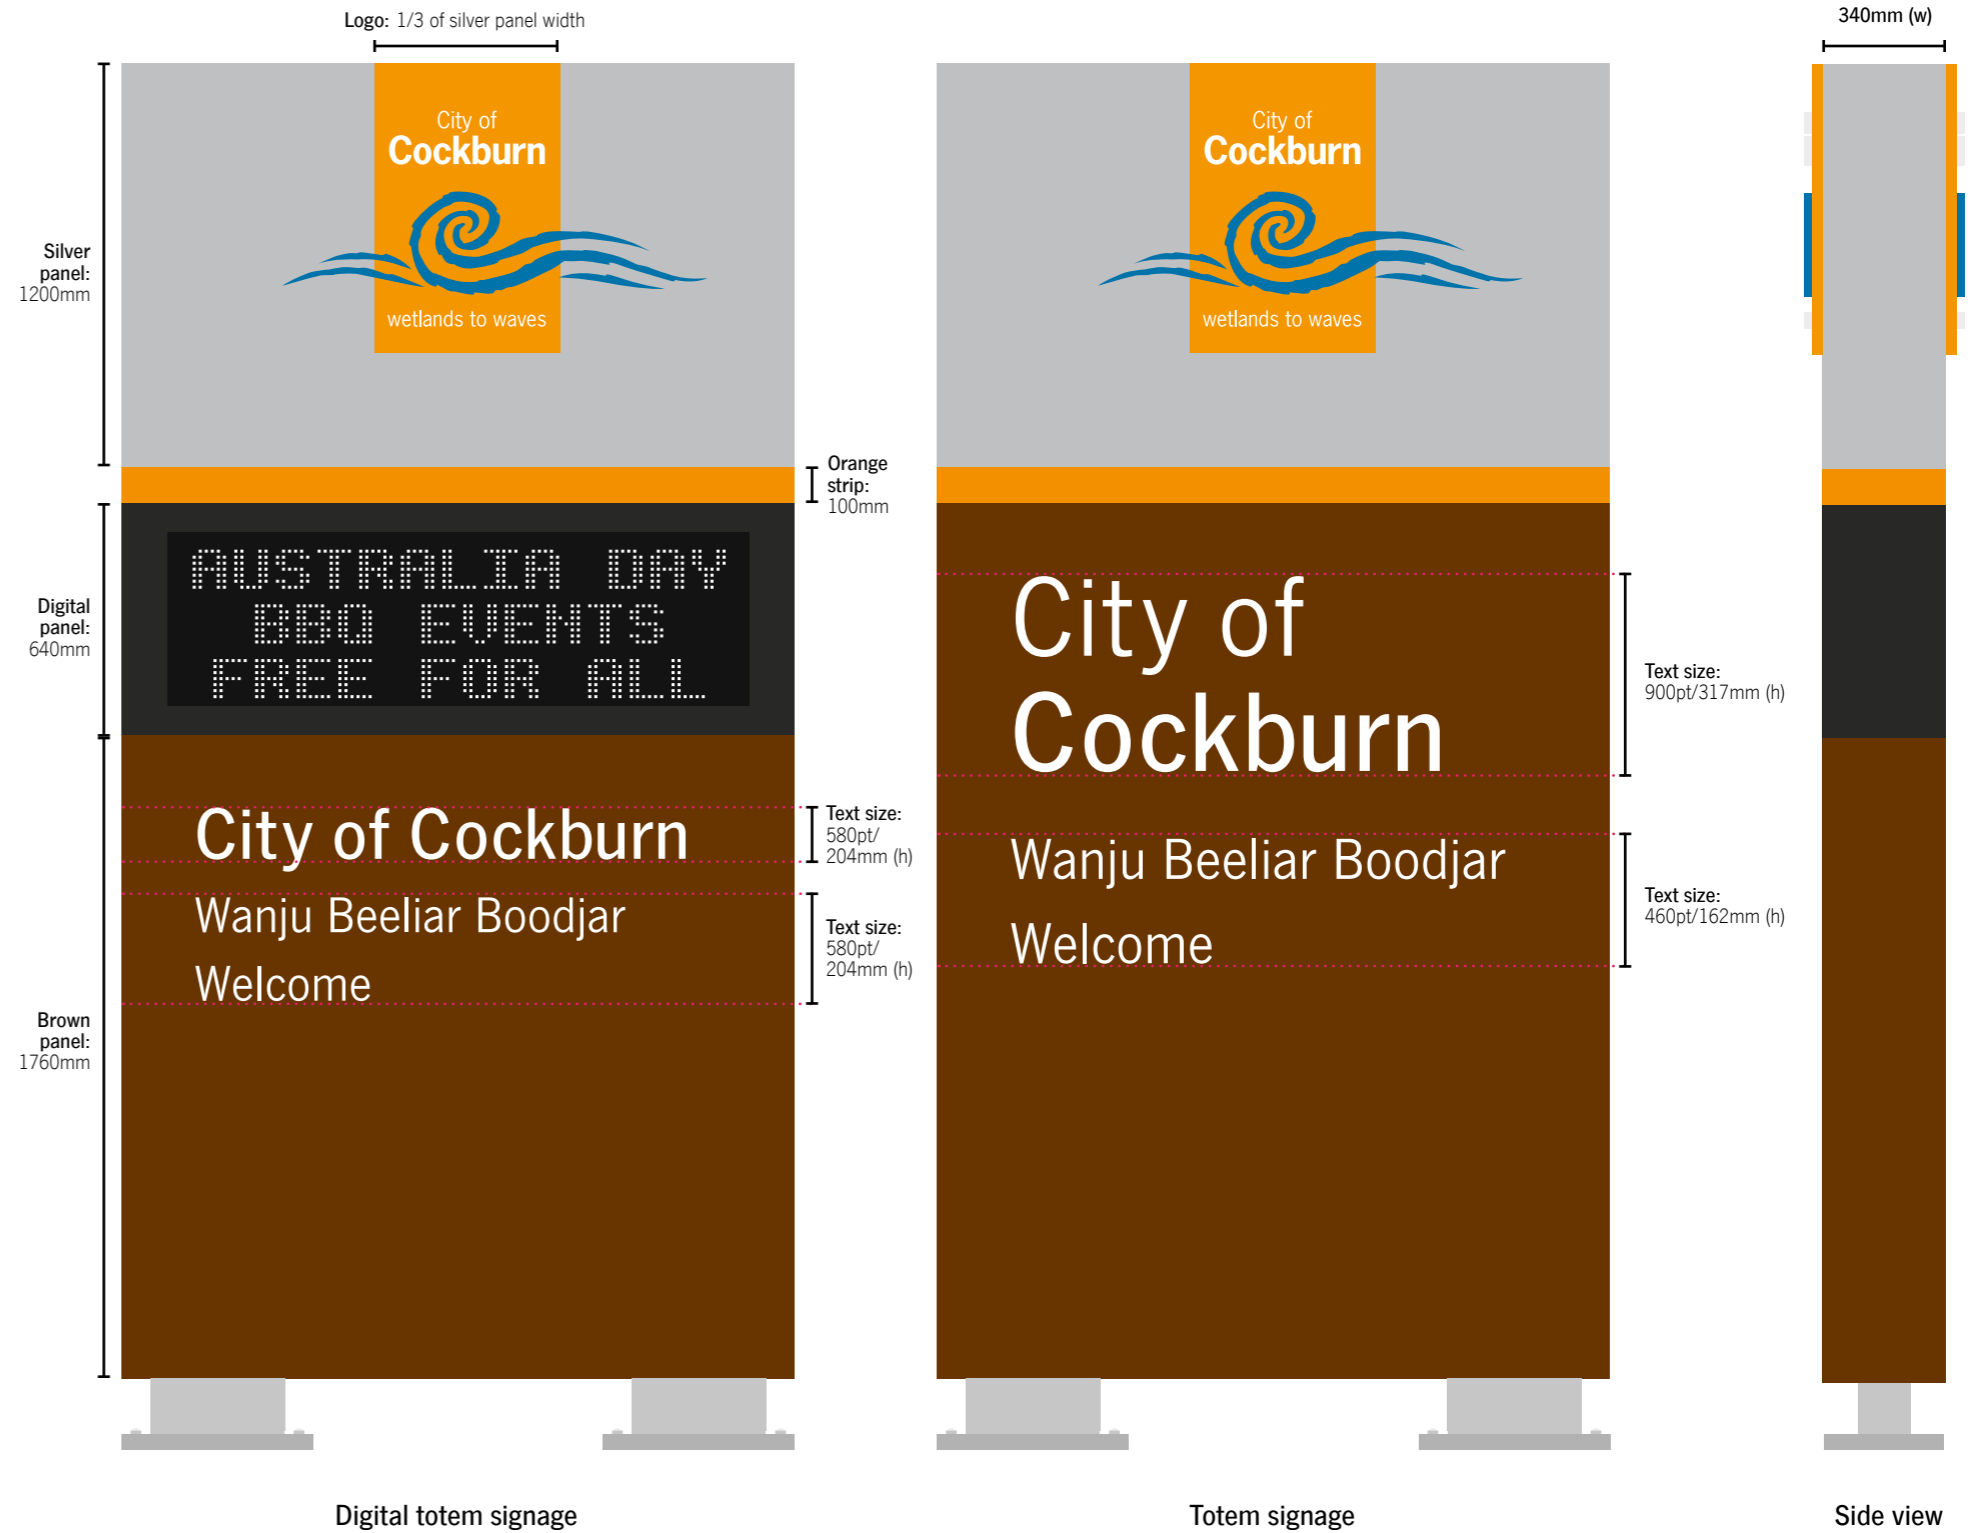 Logo: 1/3 of silver panel width
340mm (w)
City of
Cockburn
wetlands to waves
City of
Cockburn
wetlands to waves
Silver
panel:
1200mm
Orange
strip:
100mm
AUSTRALIA DAY
BBQ EVENTS
FREE FOR ALL
Digital
panel:
640mm
City of
Cockburn
Text size:
900pt/317mm (h)
City of Cockburn
Text size:
580pt/
204mm (h)
Wanju Beeliar Boodjar
Welcome
Text size:
580pt/
204mm (h)
Wanju Beeliar Boodjar
Welcome
Text size:
460pt/162mm (h)
Brown
panel:
1760mm
Digital totem signage
Totem signage
Side view